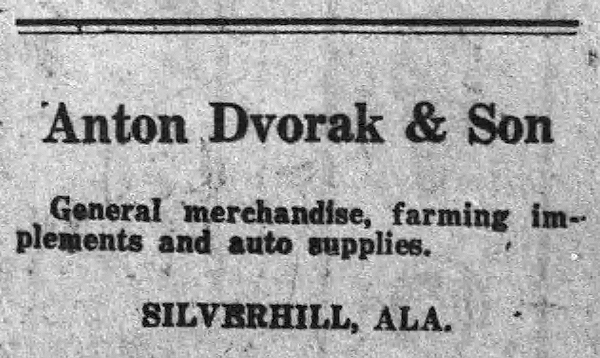 Anton Dvorak & Son
General merchandise, farming im-
plements and auto supplies.
SILVERHILL, ALA.